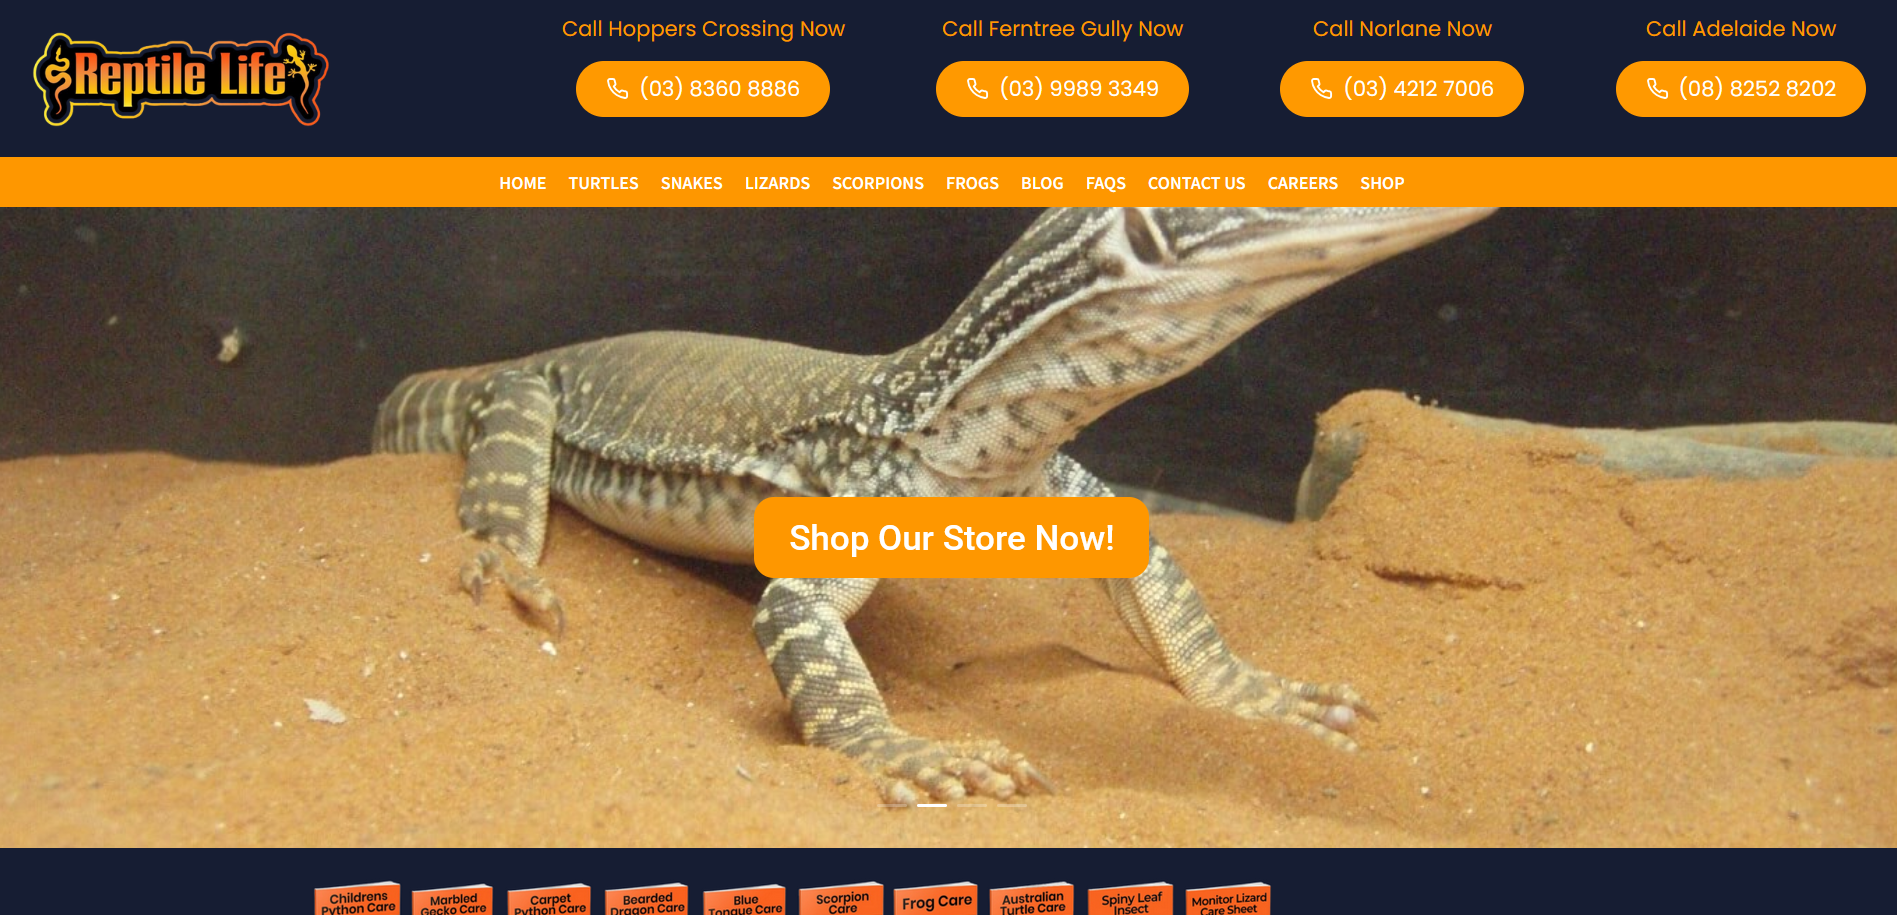 Reptile Life
Call Hoppers Crossing Now
(03) 8360 8886
Call Ferntree Gully Now
(03) 9989 3349
Call Norlane Now
(03) 4212 7006
Call Adelaide Now
(08) 8252 8202
HOME TURTLES SNAKES LIZARDS SCORPIONS FROGS BLOG FAQS CONTACT US CAREERS SHOP
Shop Our Store Now!
Childrens
Python Care
Marbled
Gecko Care
Carpet
Python Care
Bearded
Dragon Care
Blue
Tongue Care
Scorpion
Care
Frog Care
Australian
Turtle Care
Spiny Leaf
Insect
Monitor Lizard
Care Sheet